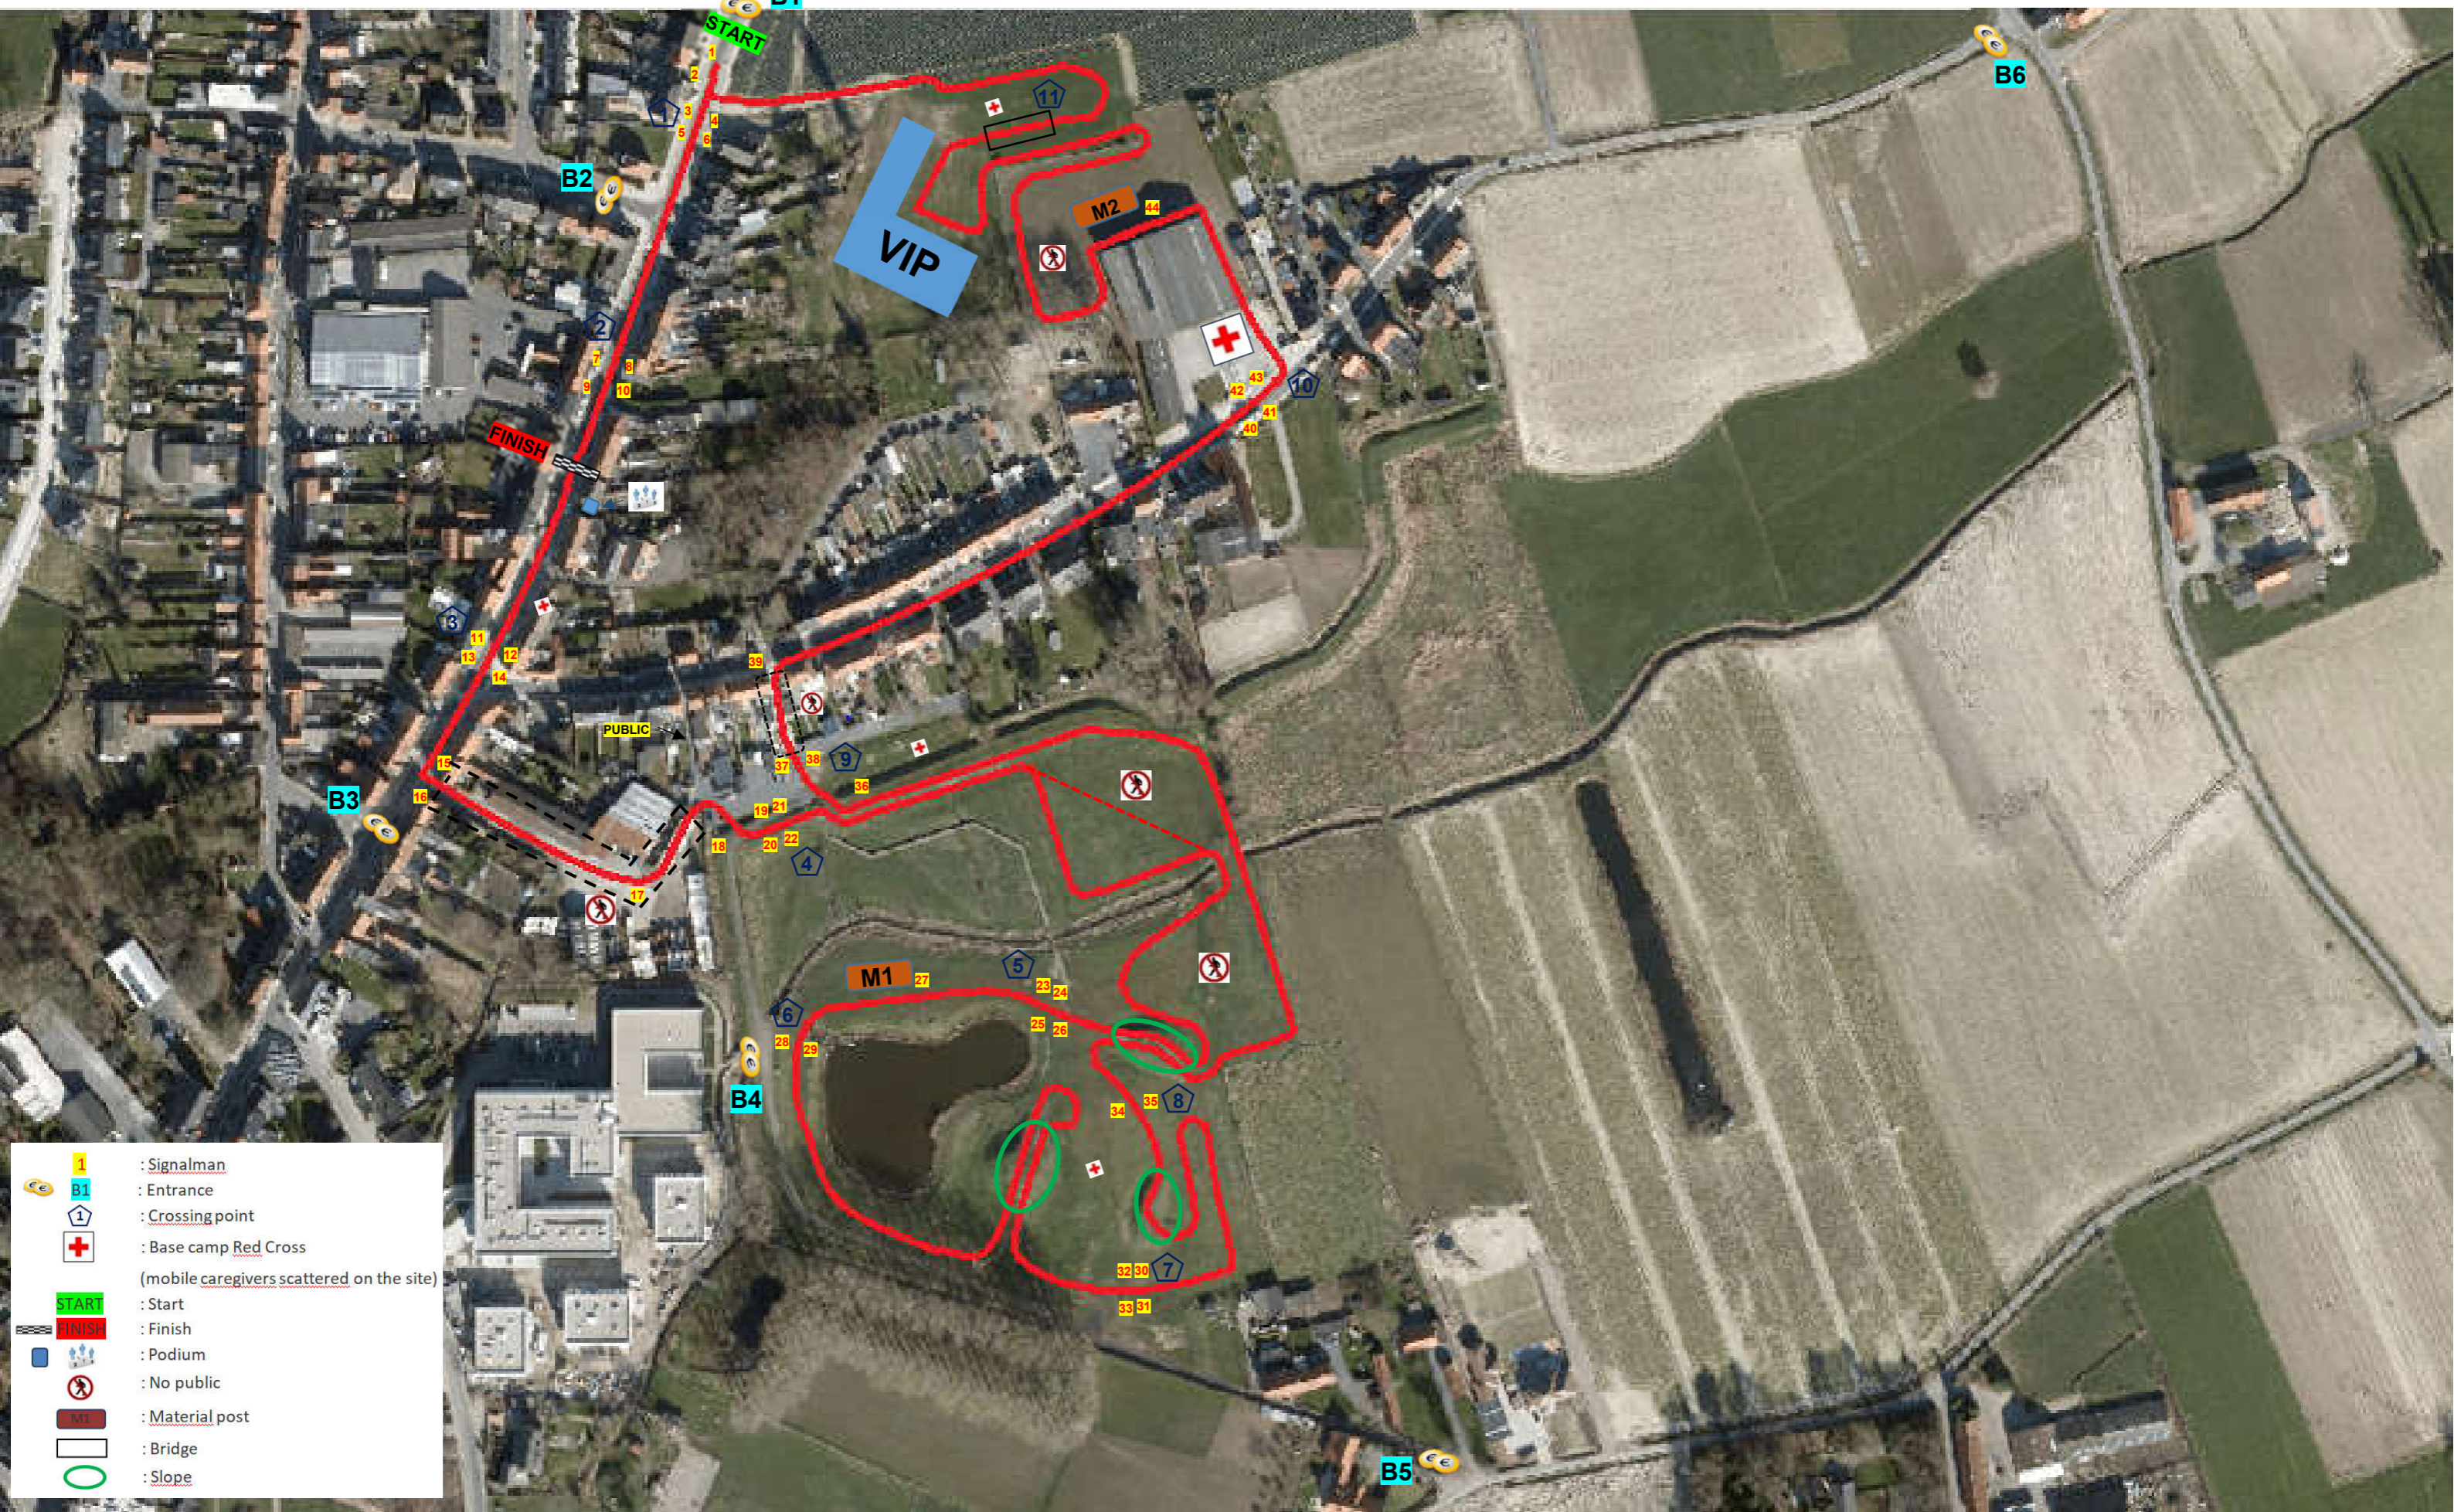 B1
START
1
2
B6
11
1
3
4
5
6
B2
M2
44
VIP
2
7
8
9
10
43
42
10
41
40
FINISH
3
11
13
12
14
39
PUBLIC
15
37
38
9
36
B3
16
19
21
18
20
22
4
17
5
M1
27
23
24
6
25
26
28
29
B4
34
35
8
32
30
7
33
31
B5
1 : Signalman
B1 : Entrance
1 : Crossing point
: Base camp Red Cross
(mobile caregivers scattered on the site)
START : Start
FINISH : Finish
: Podium
: No public
M1 : Material post
: Bridge
: Slope